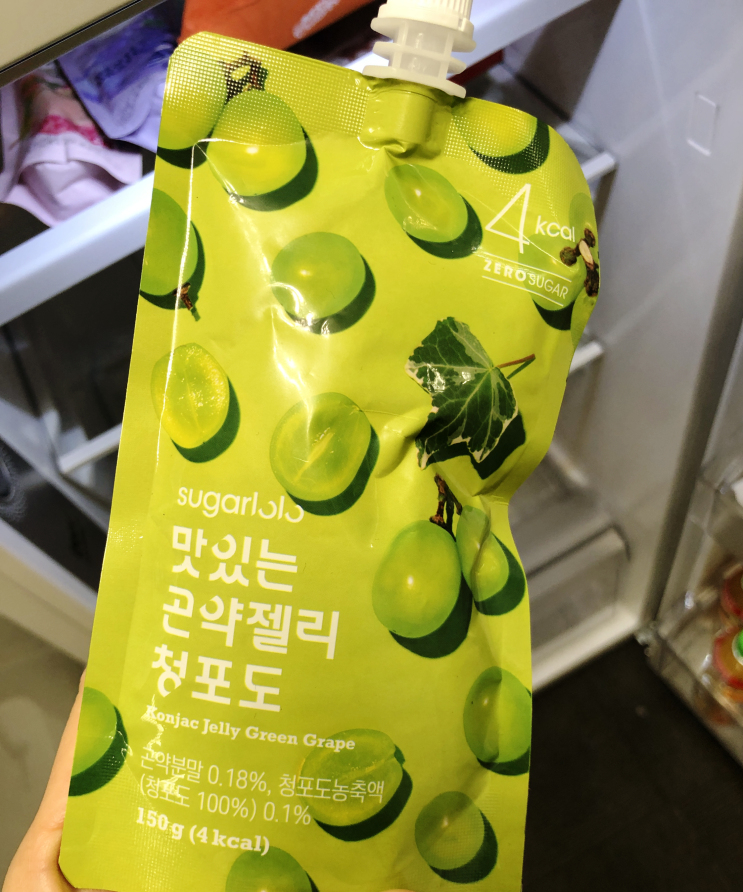 4 kcal
ZERO SUGAR
sugarlolo
맛있는
곤약젤리
청포도
Konjac Jelly Green Grape
곤약분말 0.18%, 청포도농축액
(청포도 100%) 0.1%
150 g (4 kcal)